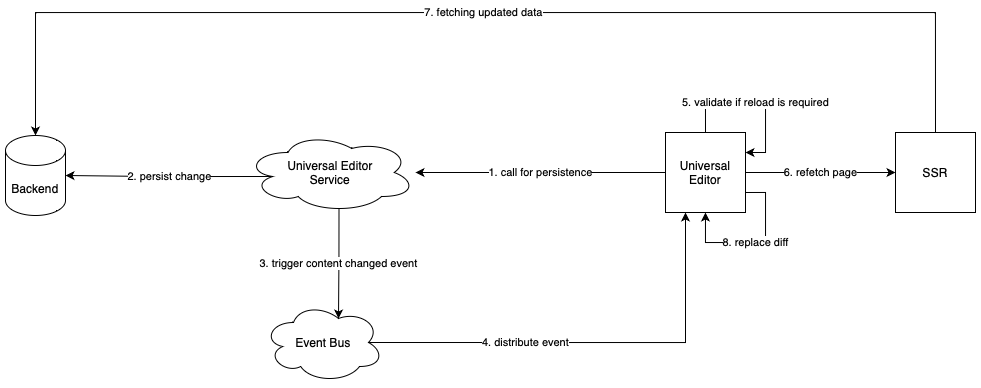 7. fetching updated data
5. validate if reload is required
Backend
2. persist change
Universal Editor
Service
1. call for persistence
Universal
Editor
6. refetch page
SSR
8. replace diff
3. trigger content changed event
Event Bus
4. distribute event